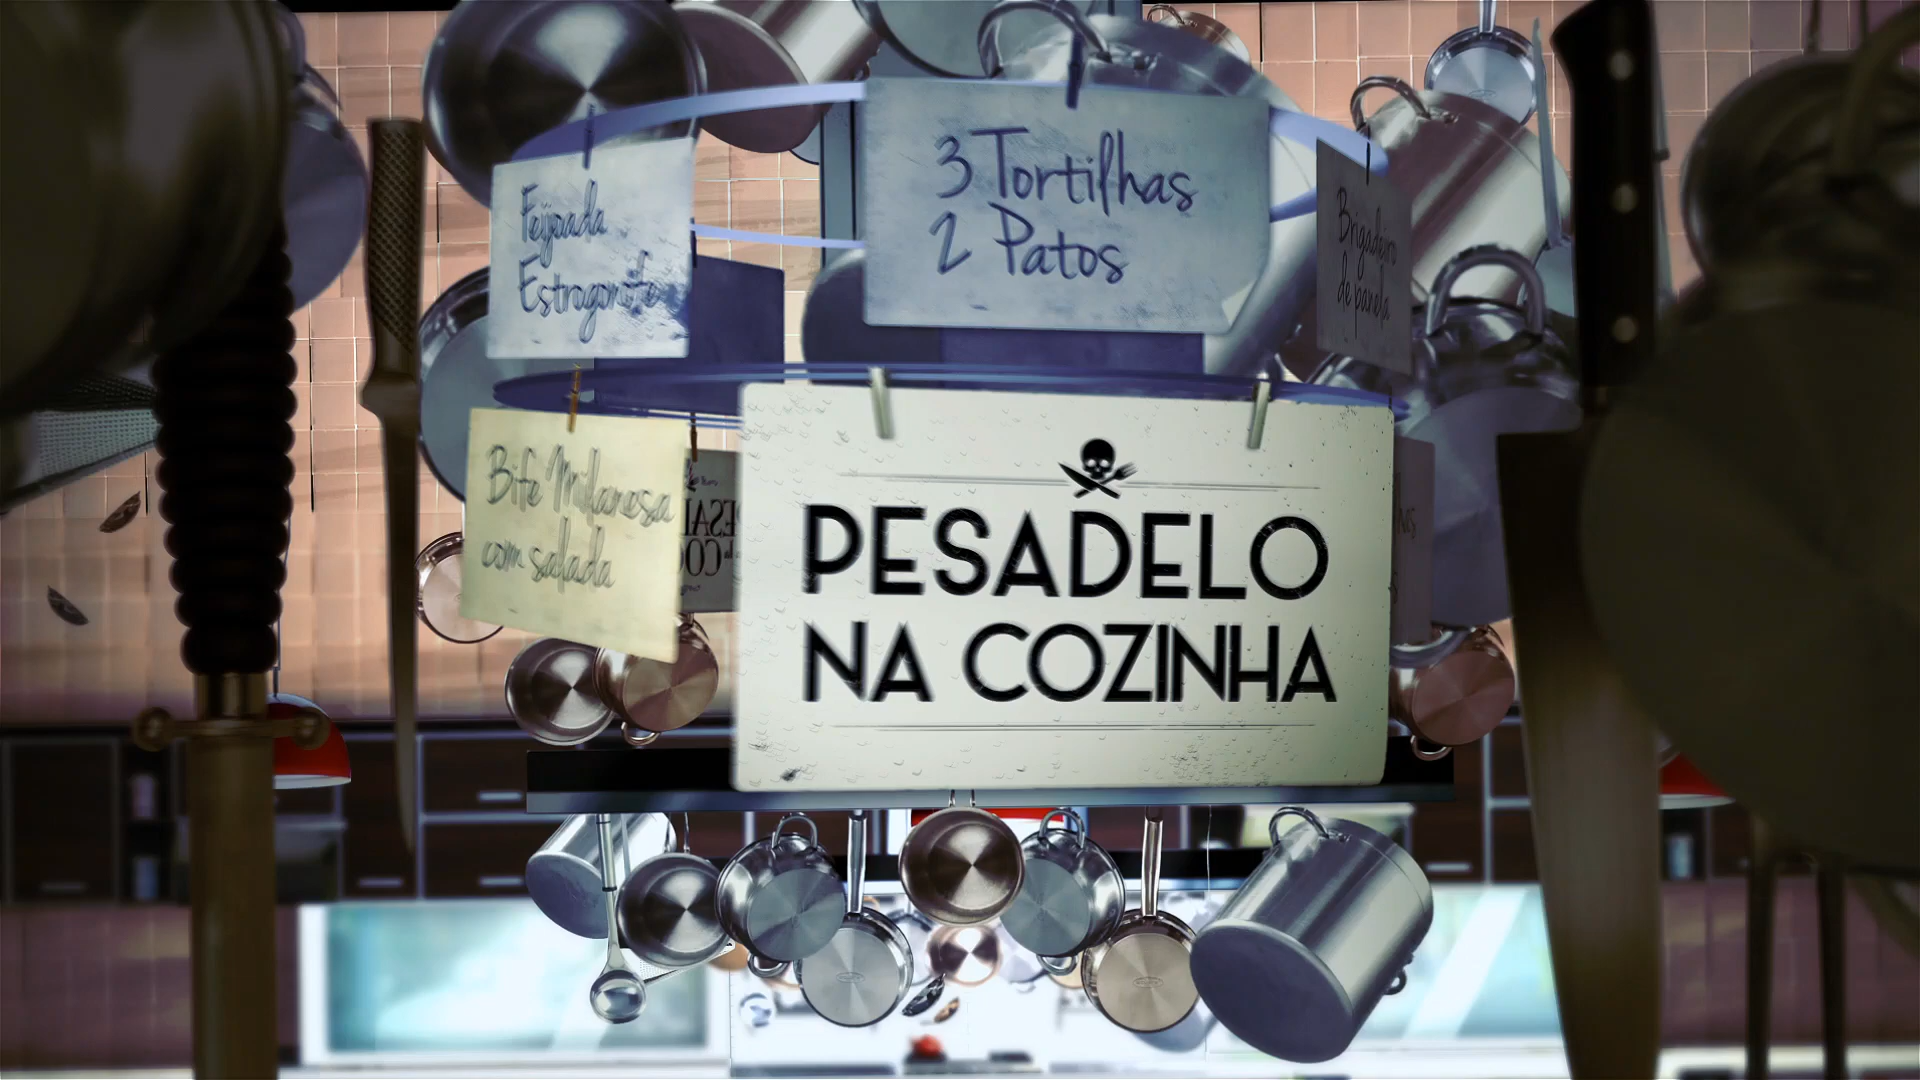 3 Tortilhas
2 Patos
Feijoada
Estrogonofe
Brigadeiro
de panela
Bife Milanesa
com salada
PESADELO
NA COZINHA